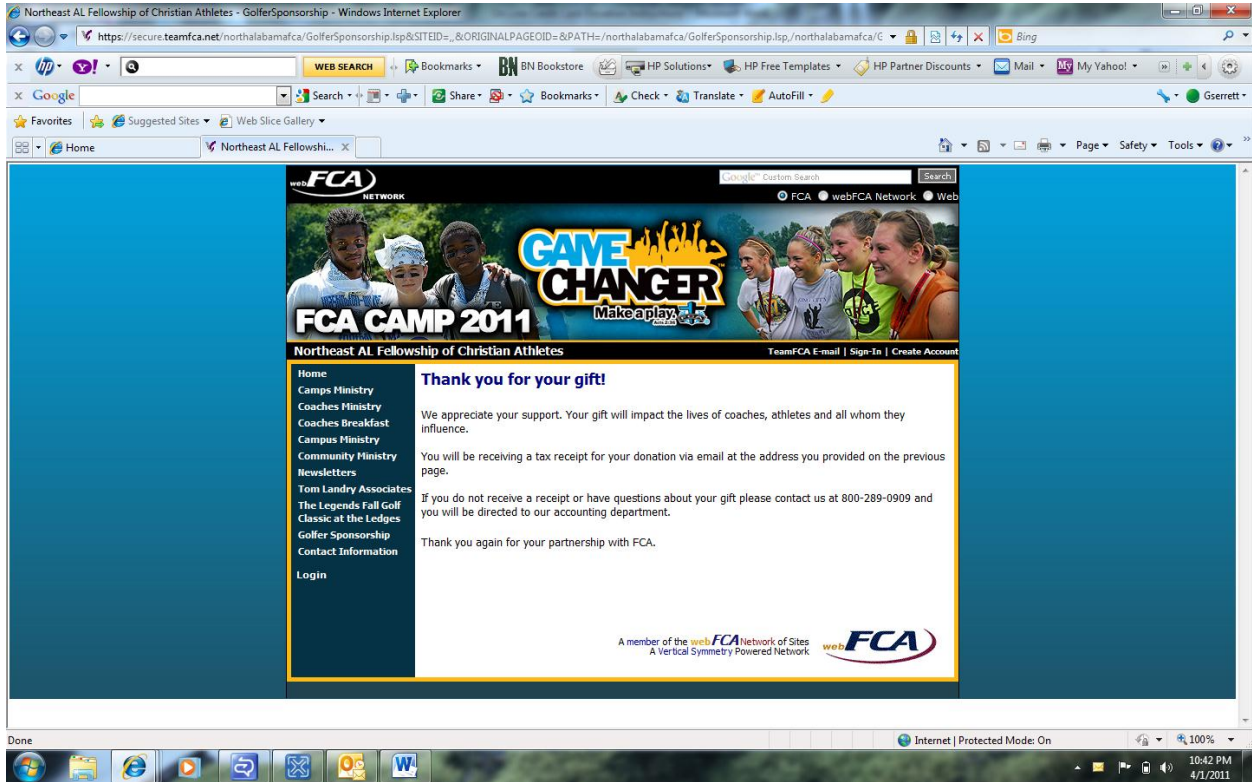 Northeast AL Fellowship of Christian Athletes - GolferSponsorship - Windows Internet Explorer
https://secure.teamfca.net/northalabamafca/GolferSponsorship.lsp&SITEID=,,&ORIGINALPAGEOID=&PATH=/northalabamafca/GolferSponsorship.lsp,/northalabamafca/G
Bing
WEB SEARCH Bookmarks BN BN Bookstore HP Solutions HP Free Templates HP Partner Discounts Mail My Yahoo!
Google Search Share Bookmarks Check Translate AutoFill Gserrett
Favorites Suggested Sites Web Slice Gallery
Home Northeast AL Fellowshi... Page Safety Tools
webFCA NETWORK
Google™ Custom Search Search
FCA webFCA Network Web
GAME CHANGER
Make a play.
FCA CAMP 2011
Northeast AL Fellowship of Christian Athletes TeamFCA E-mail | Sign-In | Create Account
Home
Camps Ministry
Coaches Ministry
Coaches Breakfast
Campus Ministry
Community Ministry
Newsletters
Tom Landry Associates
The Legends Fall Golf
Classic at the Ledges
Golfer Sponsorship
Contact Information
Login
Thank you for your gift!
We appreciate your support. Your gift will impact the lives of coaches, athletes and all whom they
influence.
You will be receiving a tax receipt for your donation via email at the address you provided on the previous
page.
If you do not receive a receipt or have questions about your gift please contact us at 800-289-0909 and
you will be directed to our accounting department.
Thank you again for your partnership with FCA.
A member of the webFCA Network of Sites
A Vertical Symmetry Powered Network
webFCA
Done Internet | Protected Mode: On 100%
10:42 PM
4/1/2011